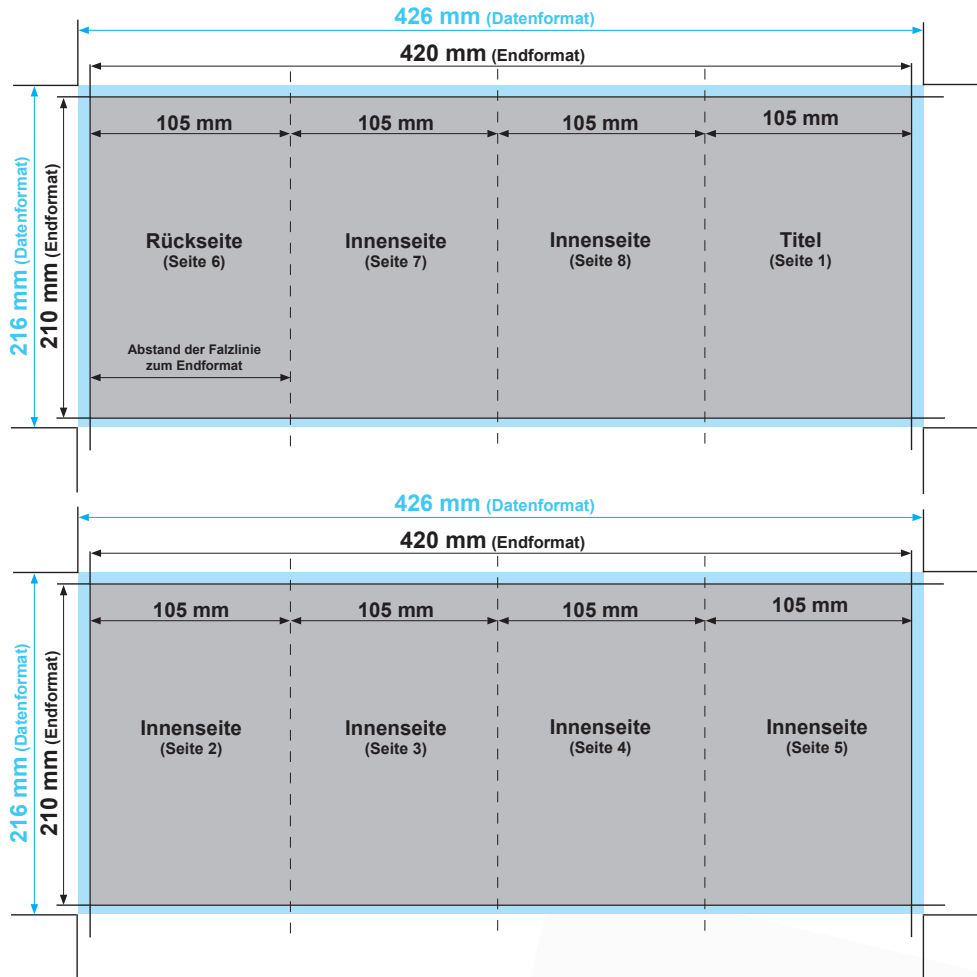 426 mm (Datenformat)
420 mm (Endformat)
105 mm 105 mm 105 mm 105 mm
216 mm (Datenformat)
210 mm (Endformat)
Rückseite
(Seite 6)
Innenseite
(Seite 7)
Innenseite
(Seite 8)
Titel
(Seite 1)
Abstand der Falzlinie
zum Endformat
426 mm (Datenformat)
420 mm (Endformat)
105 mm 105 mm 105 mm 105 mm
216 mm (Datenformat)
210 mm (Endformat)
Innenseite
(Seite 2)
Innenseite
(Seite 3)
Innenseite
(Seite 4)
Innenseite
(Seite 5)